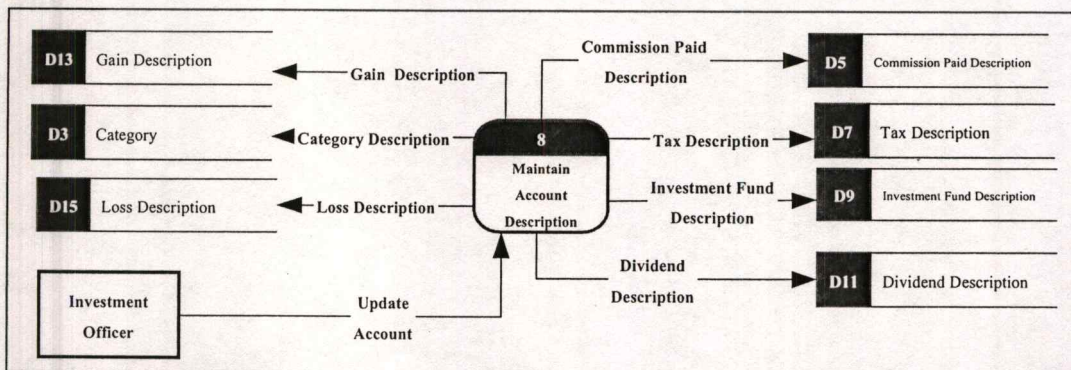 D13 Gain Description
Gain Description
D3 Category
Category Description
D15 Loss Description
Loss Description
Investment
Officer
Update
Account
8
Maintain
Account
Description
Commission Paid
Description
D5 Commission Paid Description
Tax Description
D7 Tax Description
Investment Fund
Description
D9 Investment Fund Description
Dividend
Description
D11 Dividend Description